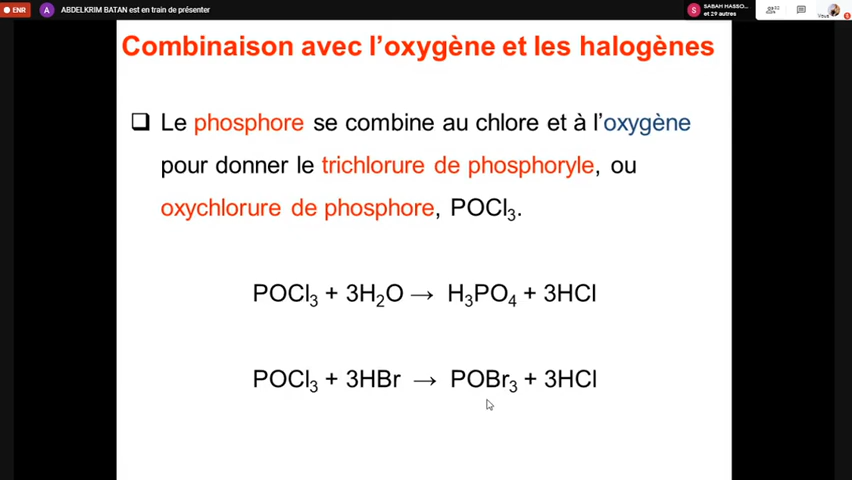 ENR
A
ABDELKRIM BATAN est en train de présenter
S
SABAH HASSO...
et 29 autres
Vous
Combinaison avec l’oxygène et les halogènes
Le phosphore se combine au chlore et à l’oxygène
pour donner le trichlorure de phosphoryle, ou
oxychlorure de phosphore, POCl₃.
POCl₃ + 3H₂O → H₃PO₄ + 3HCl
POCl₃ + 3HBr → POBr₃ + 3HCl